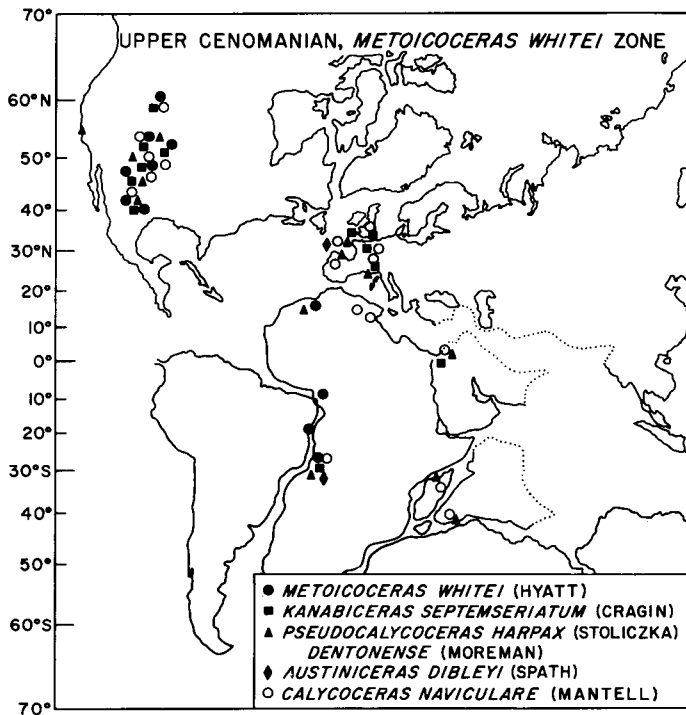 UPPER CENOMANIAN, METOICOCERAS WHITEI ZONE
70°
60°N
50°
40°
30°N
20°
10°
0°
10°
20°
30°S
40°
50°
60°S
70°
METOICOCERAS WHITEI (HYATT)
KANABICERAS SEPTEMSERIATUM (CRAGIN)
PSEUDOCALYCOCERAS HARPAX (STOLICZKA)
DENTONENSE (MOREMAN)
AUSTINICERAS DIBLEYI (SPATH)
CALYCOCERAS NAVICULARE (MANTELL)